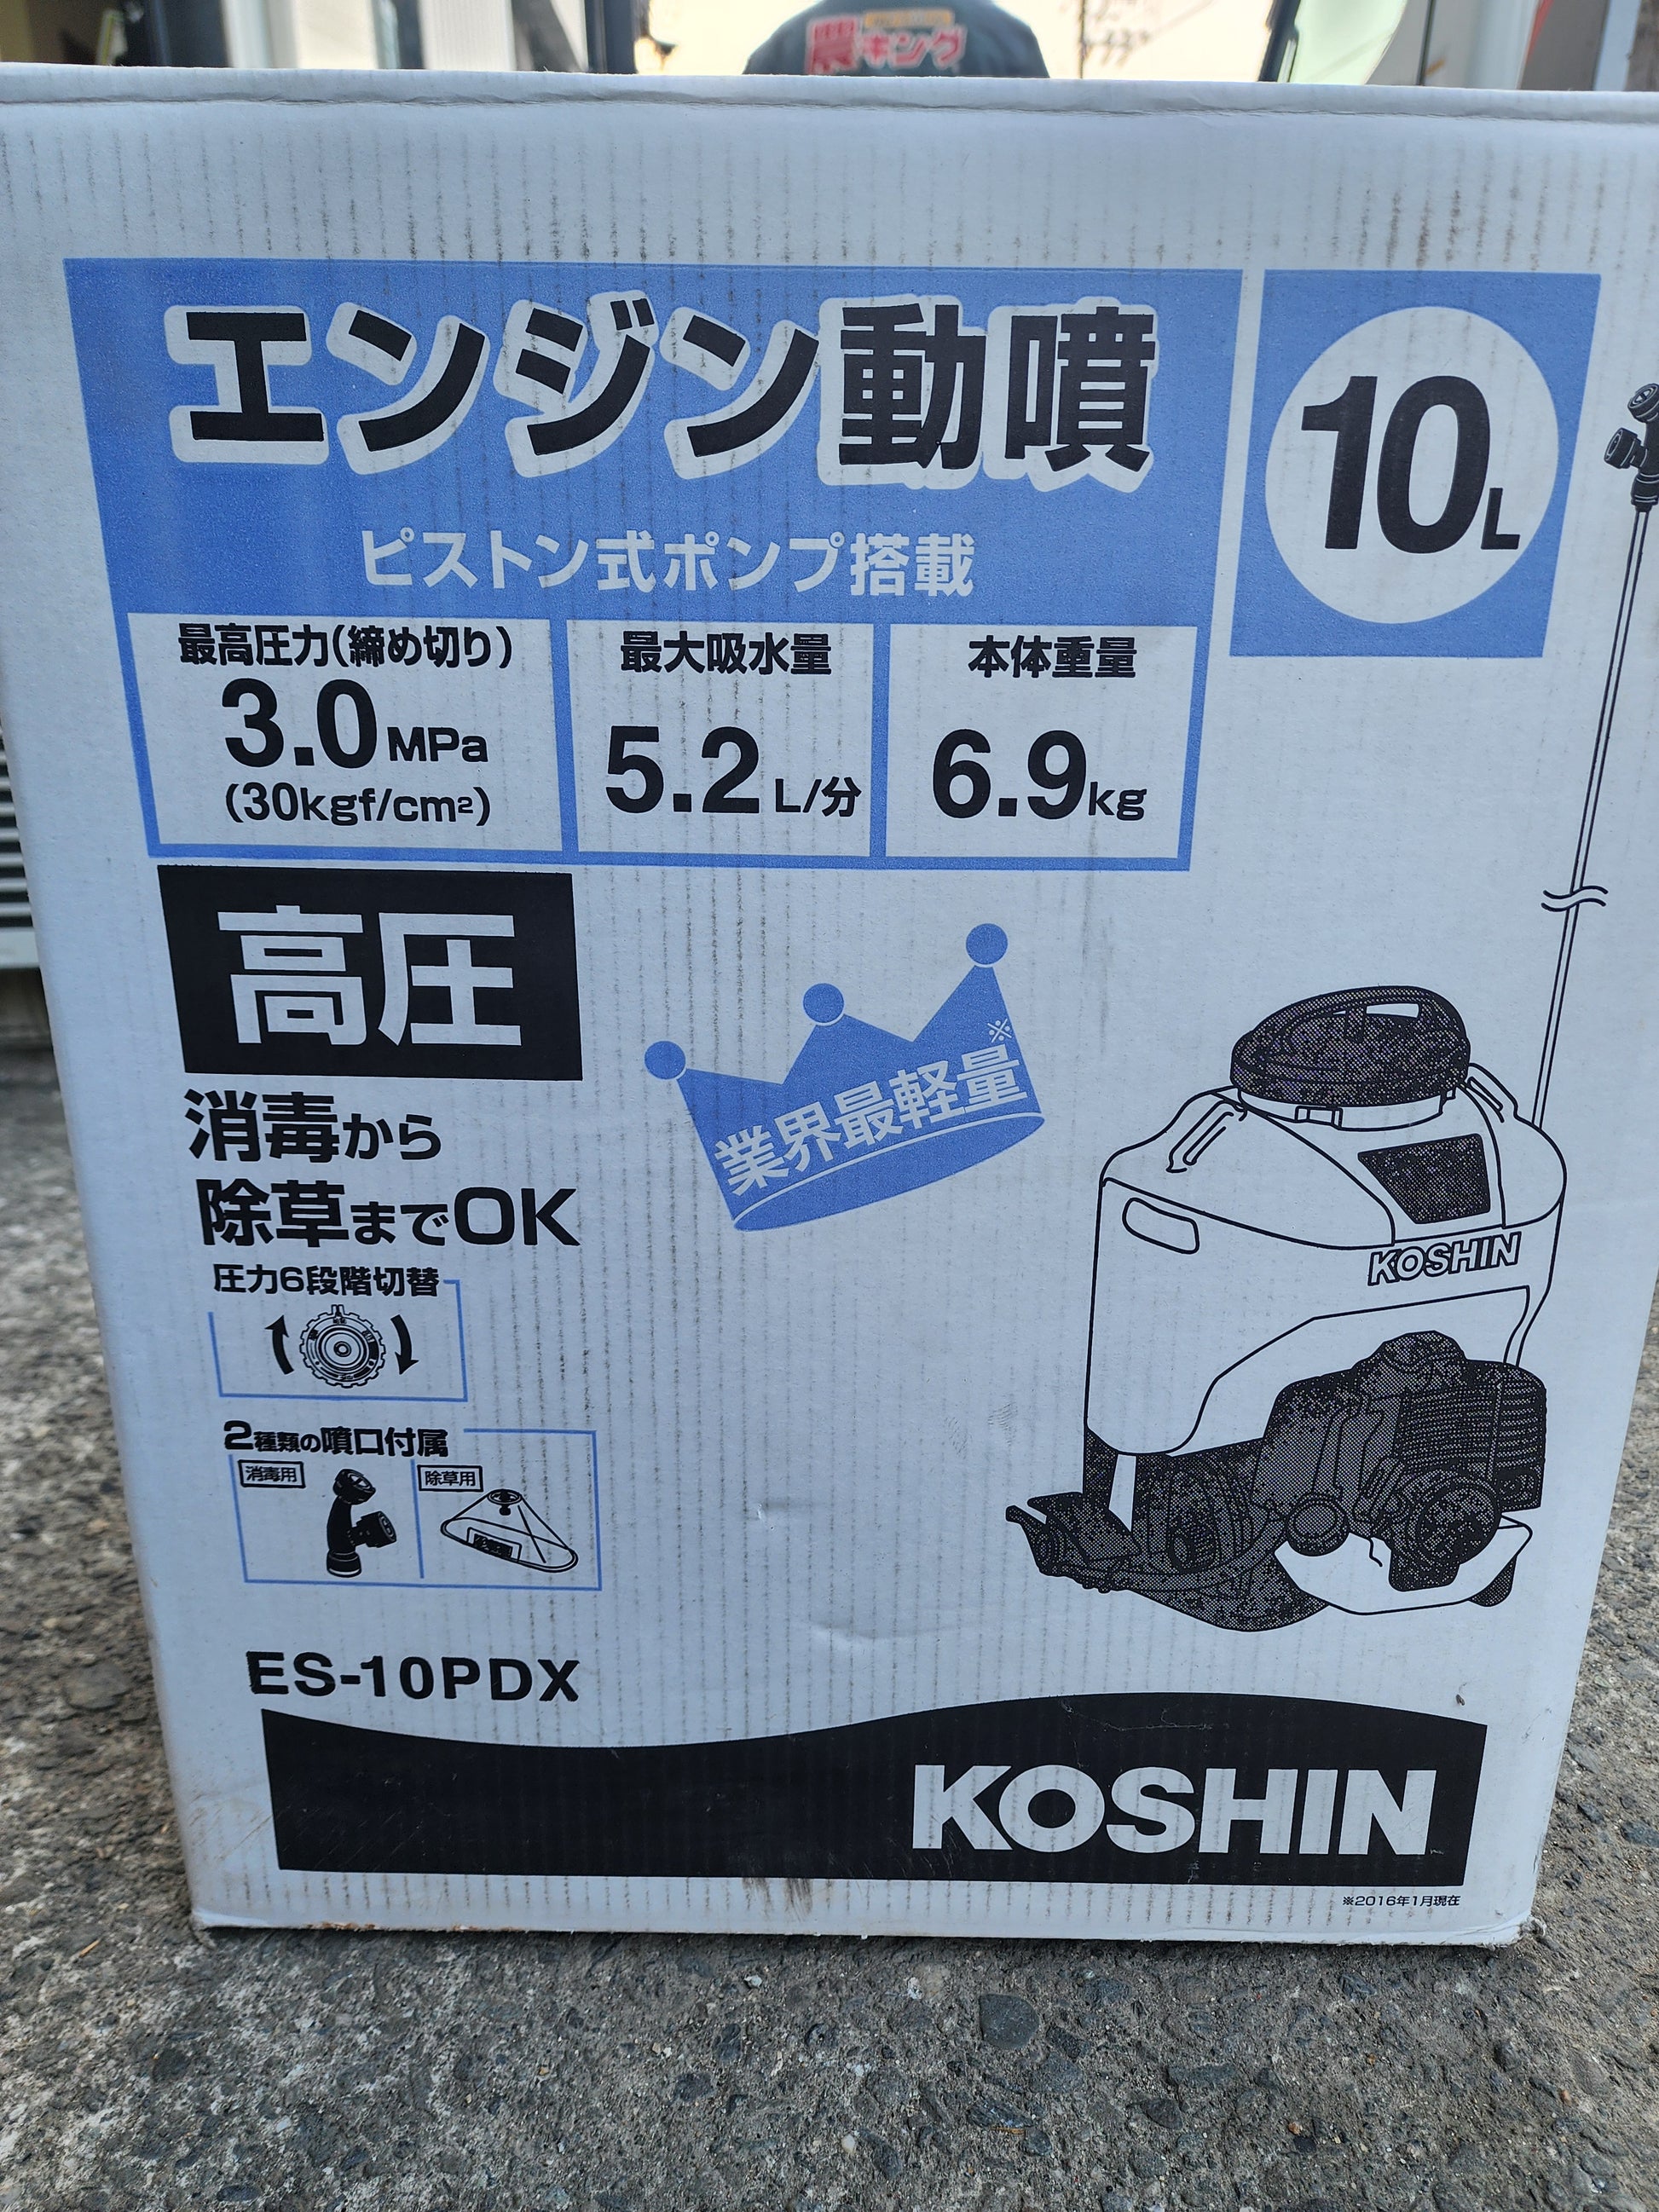 農キング
エンジン動噴
10L
ピストン式ポンプ搭載
最高圧力(締め切り)
3.0MPa
(30kgf/cm²)
最大吸水量
5.2L/分
本体重量
6.9kg
高圧
業界最軽量※
消毒から
除草までOK
圧力6段階切替
2種類の噴口付属
消毒用
除草用
KOSHIN
ES-10PDX
KOSHIN
※2016年1月現在